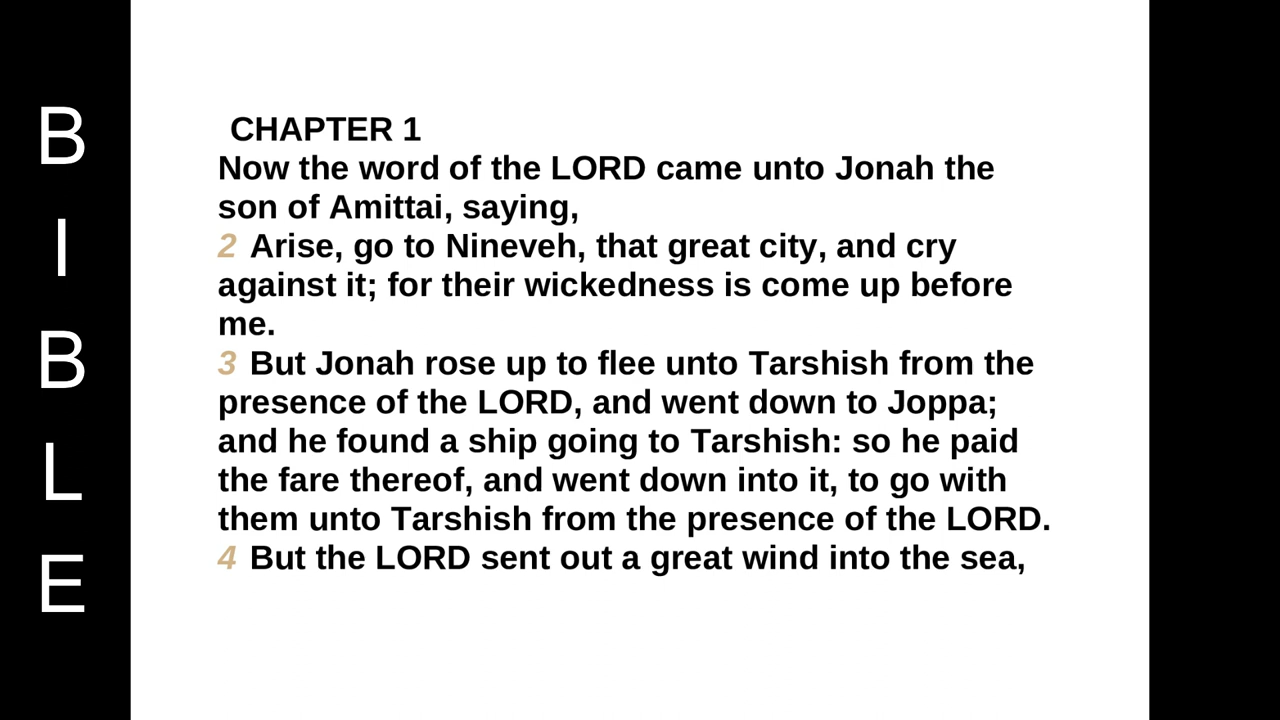 B
I
B
L
E
CHAPTER 1
Now the word of the LORD came unto Jonah the
son of Amittai, saying,
2 Arise, go to Nineveh, that great city, and cry
against it; for their wickedness is come up before
me.
3 But Jonah rose up to flee unto Tarshish from the
presence of the LORD, and went down to Joppa;
and he found a ship going to Tarshish: so he paid
the fare thereof, and went down into it, to go with
them unto Tarshish from the presence of the LORD.
4 But the LORD sent out a great wind into the sea,